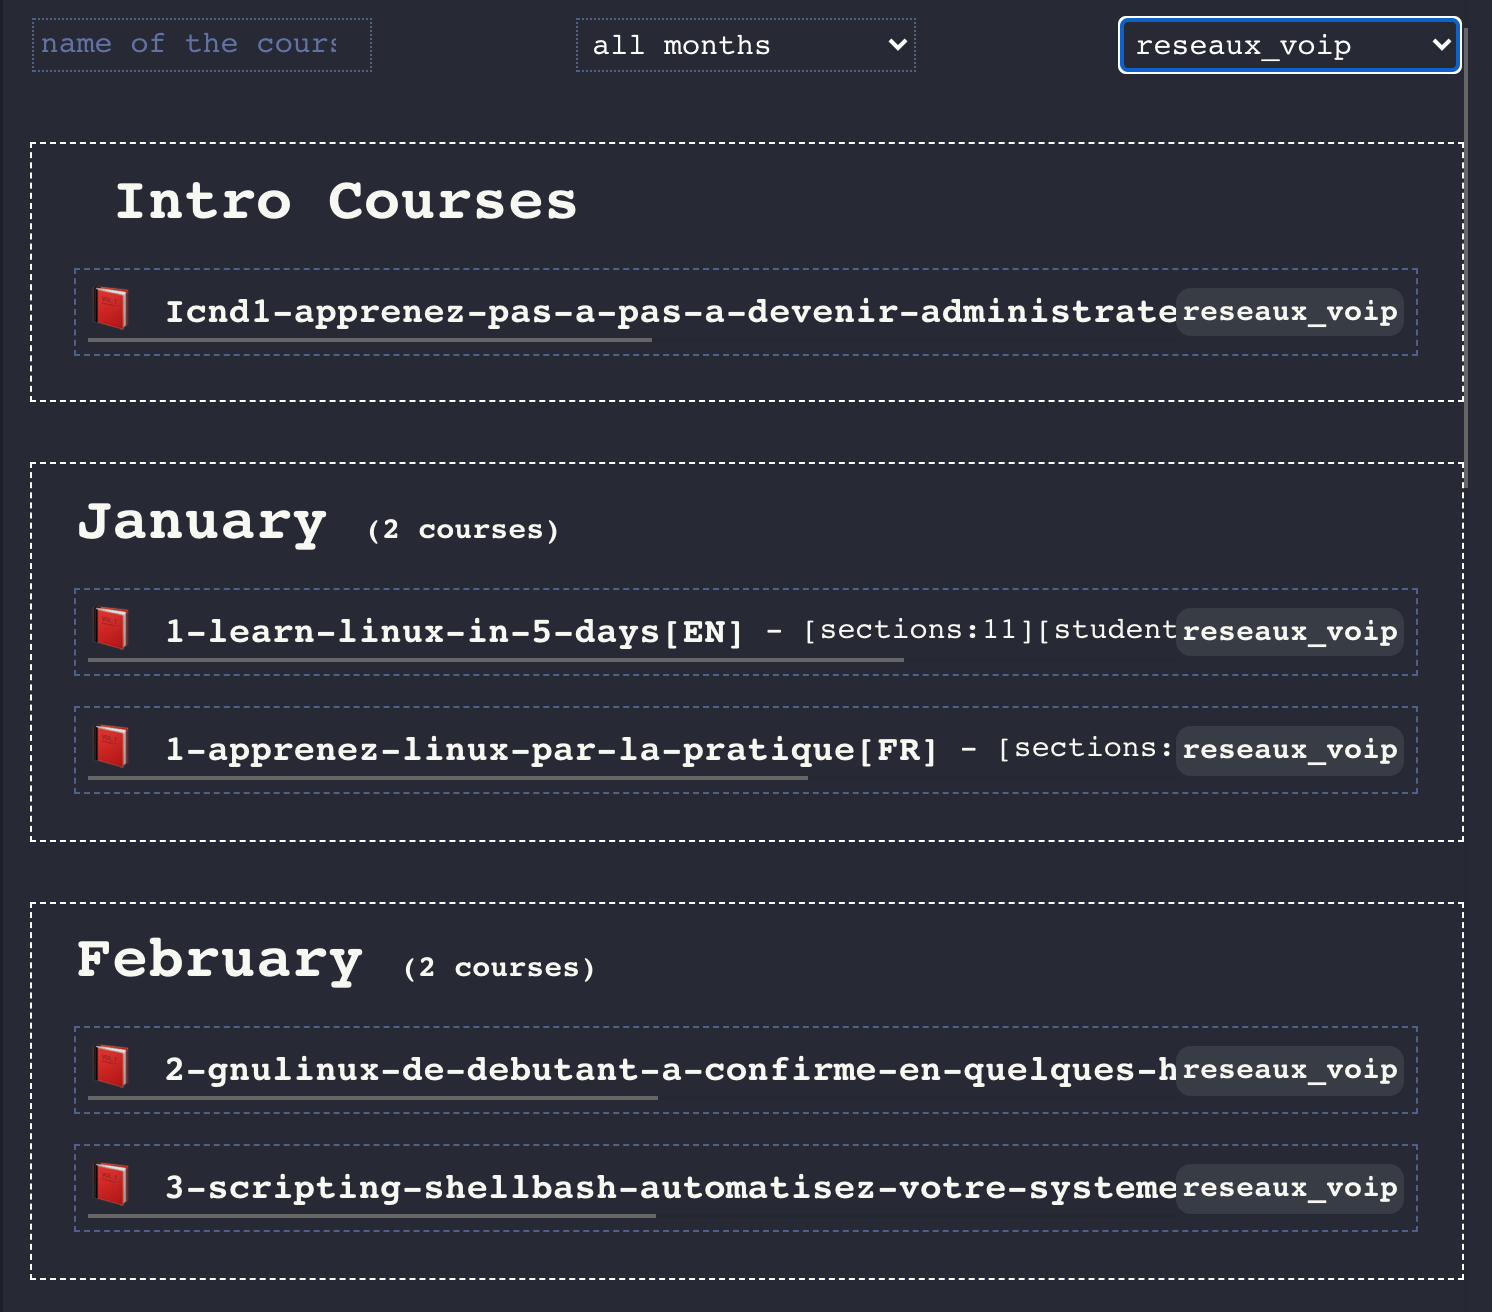 name of the cours
all months
reseaux_voip
Intro Courses
Icnd1-apprenez-pas-a-pas-a-devenir-administrate
reseaux_voip
January (2 courses)
1-learn-linux-in-5-days[EN] - [sections:11][student
reseaux_voip
1-apprenez-linux-par-la-pratique[FR] - [sections:
reseaux_voip
February (2 courses)
2-gnulinux-de-debutant-a-confirme-en-quelques-h
reseaux_voip
3-scripting-shellbash-automatisez-votre-systeme
reseaux_voip